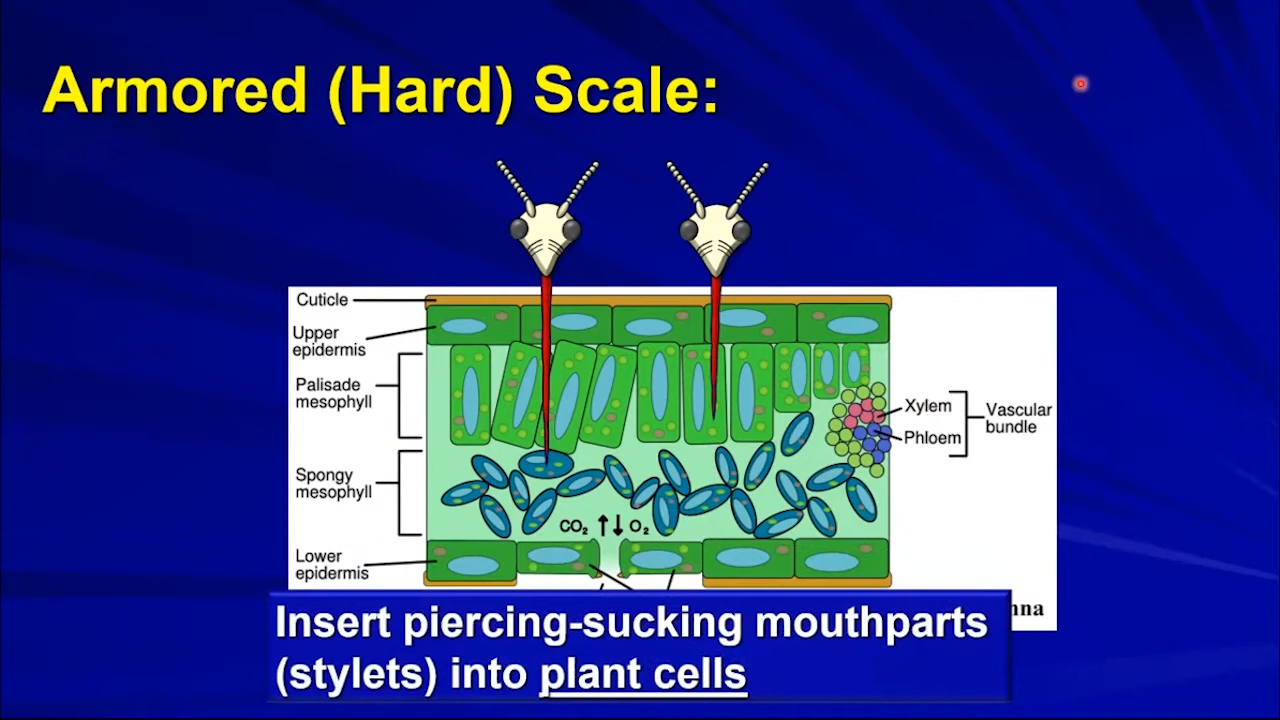 Armored (Hard) Scale:
Cuticle
Upper
epidermis
Palisade
mesophyll
Xylem
Phloem
Vascular
bundle
Spongy
mesophyll
CO₂
O₂
Lower
epidermis
Insert piercing-sucking mouthparts
(stylets) into plant cells